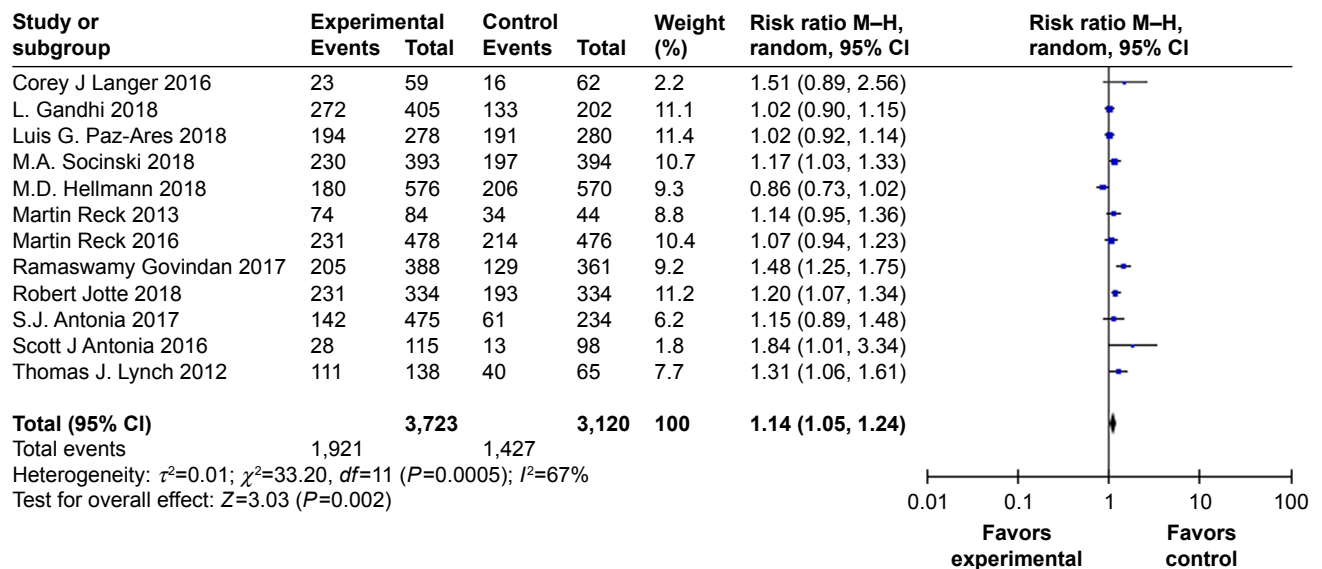 Study or Experimental Control Weight Risk ratio M–H, Risk ratio M–H,
subgroup Events Total Events Total (%) random, 95% CI random, 95% CI
Corey J Langer 2016 23 59 16 62 2.2 1.51 (0.89, 2.56)
L. Gandhi 2018 272 405 133 202 11.1 1.02 (0.90, 1.15)
Luis G. Paz-Ares 2018 194 278 191 280 11.4 1.02 (0.92, 1.14)
M.A. Socinski 2018 230 393 197 394 10.7 1.17 (1.03, 1.33)
M.D. Hellmann 2018 180 576 206 570 9.3 0.86 (0.73, 1.02)
Martin Reck 2013 74 84 34 44 8.8 1.14 (0.95, 1.36)
Martin Reck 2016 231 478 214 476 10.4 1.07 (0.94, 1.23)
Ramaswamy Govindan 2017 205 388 129 361 9.2 1.48 (1.25, 1.75)
Robert Jotte 2018 231 334 193 334 11.2 1.20 (1.07, 1.34)
S.J. Antonia 2017 142 475 61 234 6.2 1.15 (0.89, 1.48)
Scott J Antonia 2016 28 115 13 98 1.8 1.84 (1.01, 3.34)
Thomas J. Lynch 2012 111 138 40 65 7.7 1.31 (1.06, 1.61)
Total (95% CI) 3,723 3,120 100 1.14 (1.05, 1.24)
Total events 1,921 1,427
Heterogeneity: τ²=0.01; χ²=33.20, df=11 (P=0.0005); I²=67%
Test for overall effect: Z=3.03 (P=0.002)
0.01 0.1 1 10 100
Favors Favors
experimental control